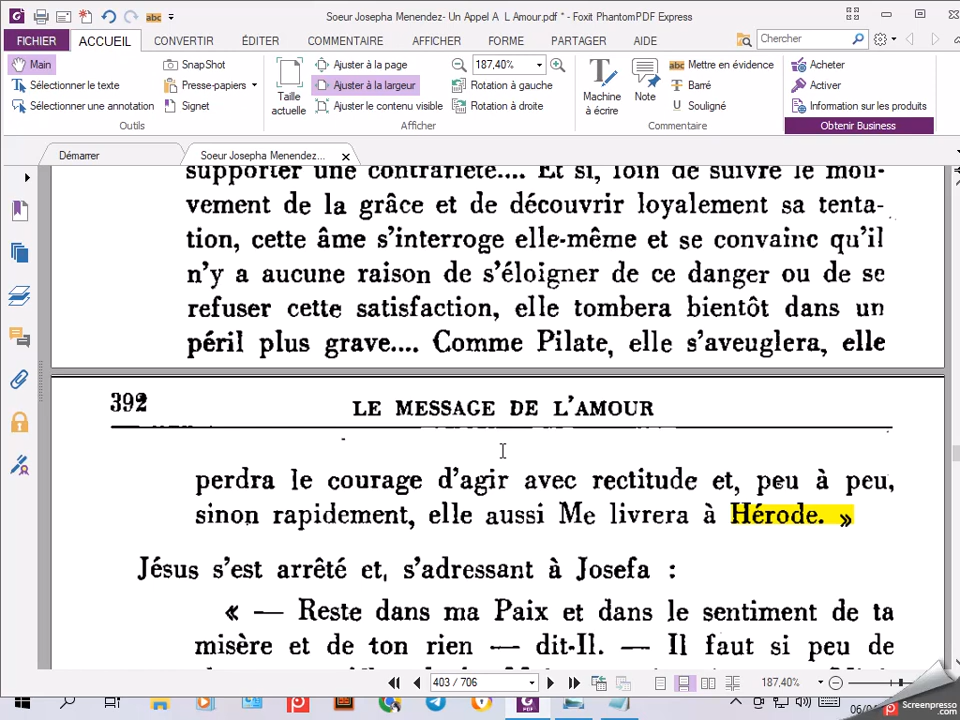 Soeur Josepha Menendez- Un Appel A L Amour.pdf * - Foxit PhantomPDF Express
FICHIER ACCUEIL CONVERTIR ÉDITER COMMENTAIRE AFFICHER FORME PARTAGER AIDE Chercher
Main SnapShot Ajuster à la page 187,40% Mettre en évidence Acheter
Sélectionner le texte Presse-papiers Ajuster à la largeur Rotation à gauche Barré Activer
Sélectionner une annotation Signet Taille actuelle Ajuster le contenu visible Rotation à droite Machine à écrire Note Souligné Information sur les produits
Outils Afficher Commentaire Obtenir Business
Démarrer Soeur Josepha Menendez...
supporter une contrariété.... Et si, loin de suivre le mou-
vement de la grâce et de découvrir loyalement sa tenta-
tion, cette âme s'interroge elle-même et se convainc qu'il
n'y a aucune raison de s'éloigner de ce danger ou de se
refuser cette satisfaction, elle tombera bientôt dans un
péril plus grave.... Comme Pilate, elle s'aveuglera, elle
392 LE MESSAGE DE L'AMOUR
perdra le courage d'agir avec rectitude et, peu à peu,
sinon rapidement, elle aussi Me livrera à Hérode. »
Jésus s'est arrêté et, s'adressant à Josefa :
« — Reste dans ma Paix et dans le sentiment de ta
misère et de ton rien — dit-Il. — Il faut si peu de
403 / 706 187,40%
Screenpresso
.com